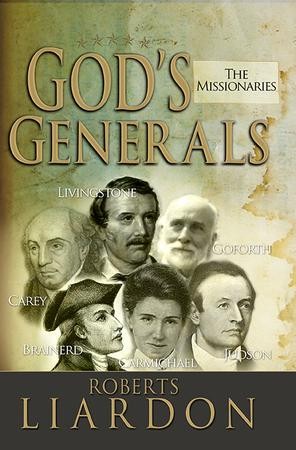 GOD'S
THE
MISSIONARIES
GENERALS
LIVINGSTONE
GOFORTH
CAREY
BRAINERD
CARMICHAEL
JUDSON
ROBERTS
LIARDON